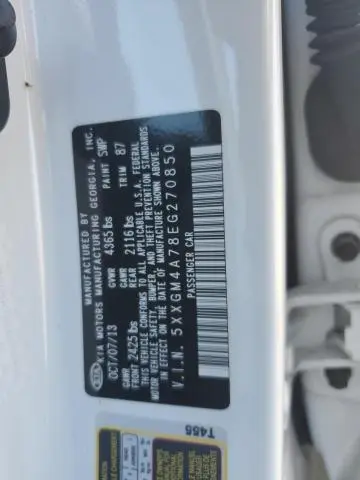 MANUFACTURED BY
KIA MOTORS MANUFACTURING GEORGIA, INC.
OCT/07/13 GVWR 4365 lbs PAINT SWP
GAWR FRONT 2425 lbs GAWR REAR 2116 lbs TRIM 87
THIS VEHICLE CONFORMS TO ALL APPLICABLE U.S.A. FEDERAL
MOTOR VEHICLE SAFETY, BUMPER, AND THEFT PREVENTION STANDARDS
IN EFFECT ON THE DATE OF MANUFACTURE SHOWN ABOVE.
V.I.N. 5XXGM4A78EG270850
PASSENGER CAR
T455